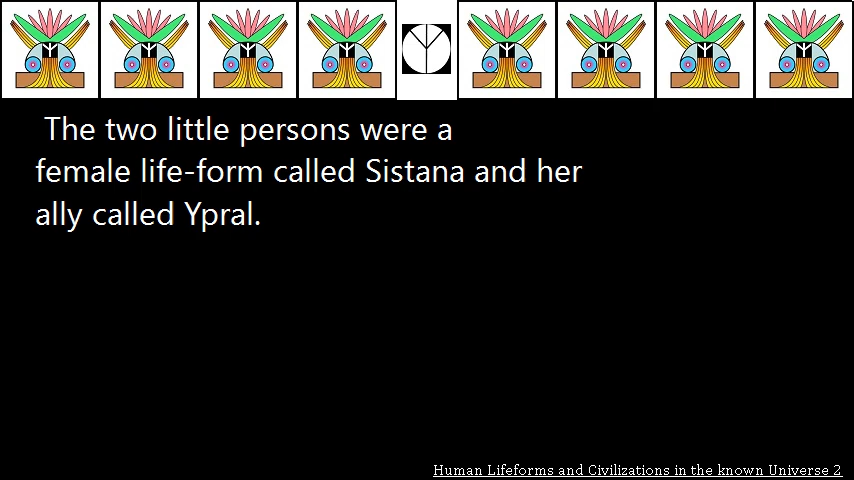 The two little persons were a
female life-form called Sistana and her
ally called Ypral.
Human Lifeforms and Civilizations in the known Universe 2